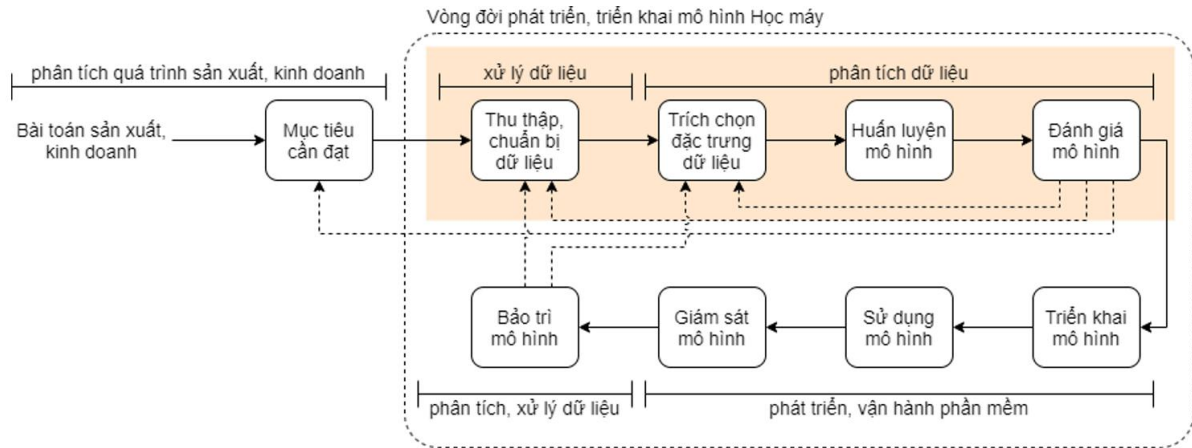 Vòng đời phát triển, triển khai mô hình Học máy
phân tích quá trình sản xuất, kinh doanh
xử lý dữ liệu
phân tích dữ liệu
Bài toán sản xuất,
kinh doanh
Mục tiêu
cần đạt
Thu thập,
chuẩn bị
dữ liệu
Trích chọn
đặc trưng
dữ liệu
Huấn luyện
mô hình
Đánh giá
mô hình
Bảo trì
mô hình
Giám sát
mô hình
Sử dụng
mô hình
Triển khai
mô hình
phân tích, xử lý dữ liệu
phát triển, vận hành phần mềm